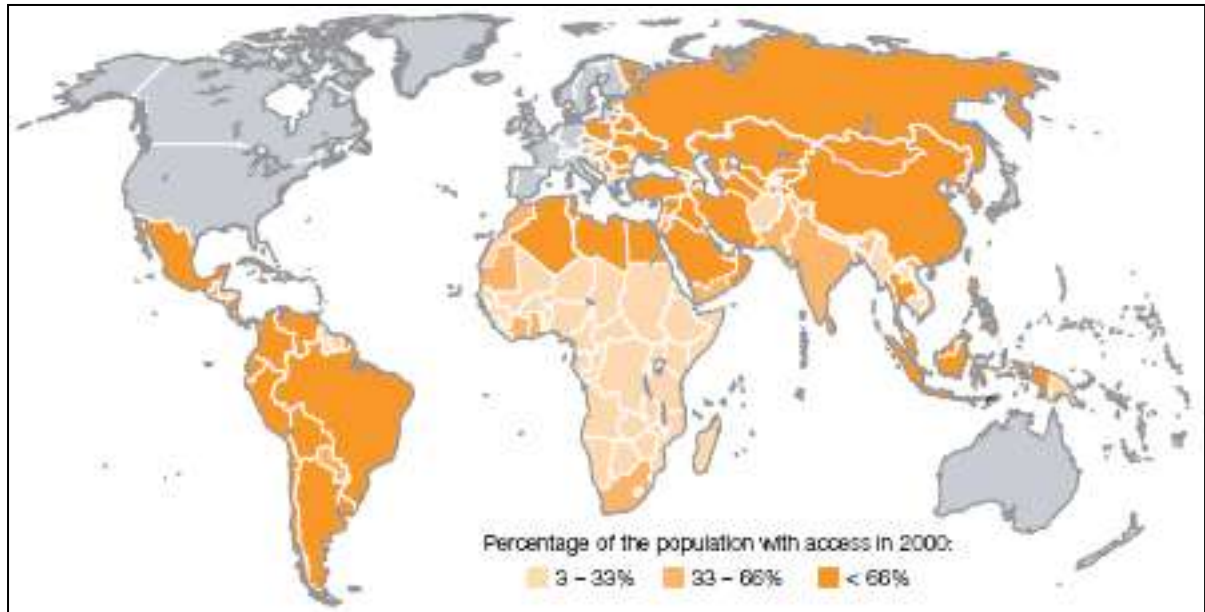 Percentage of the population with access in 2000:
3 – 33% 33 – 66% < 66%